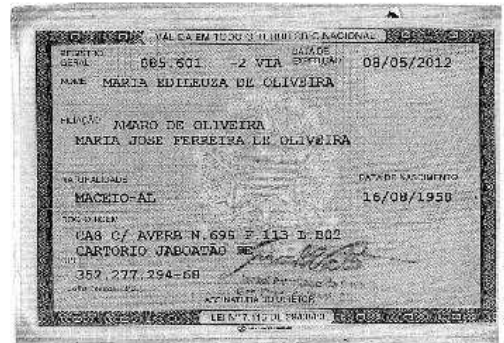 VÁLIDA EM TODO O TERRITÓRIO NACIONAL
REGISTRO GERAL 685.601 -2 VIA DATA DE EXPEDIÇÃO 08/05/2012
NOME MARIA EDILEUZA DE OLIVEIRA
FILIAÇÃO AMARO DE OLIVEIRA
MARIA JOSE FERREIRA DE OLIVEIRA
NATURALIDADE DATA DE NASCIMENTO
MACEIO-AL 16/08/1958
DOC ORIGEM
CAS C/ AVERB N.695 F.113 L.B02
CARTORIO JABOATÃO PE
CPF
352.277.294-68
ASSINATURA DO DIRETOR
LEI Nº 7.116 DE 29/08/83